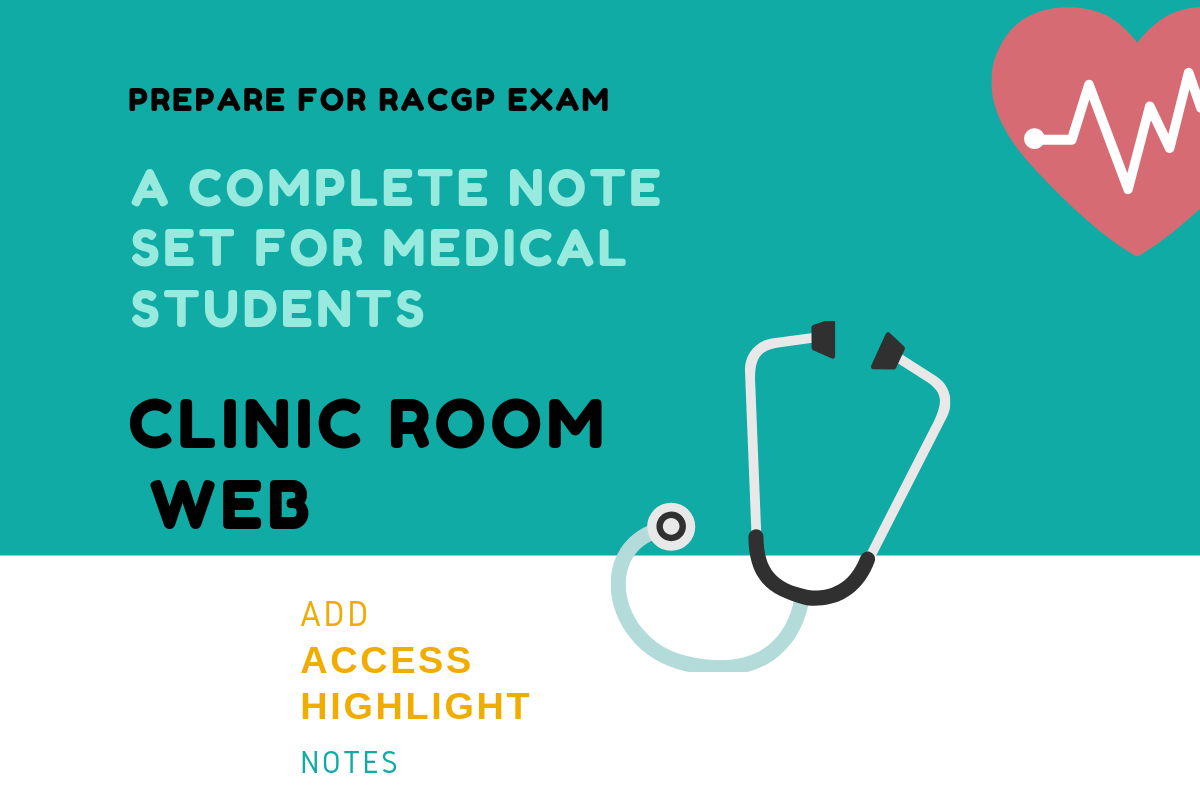 PREPARE FOR RACGP EXAM
A COMPLETE NOTE
SET FOR MEDICAL
STUDENTS
CLINIC ROOM
WEB
ADD
ACCESS
HIGHLIGHT
NOTES